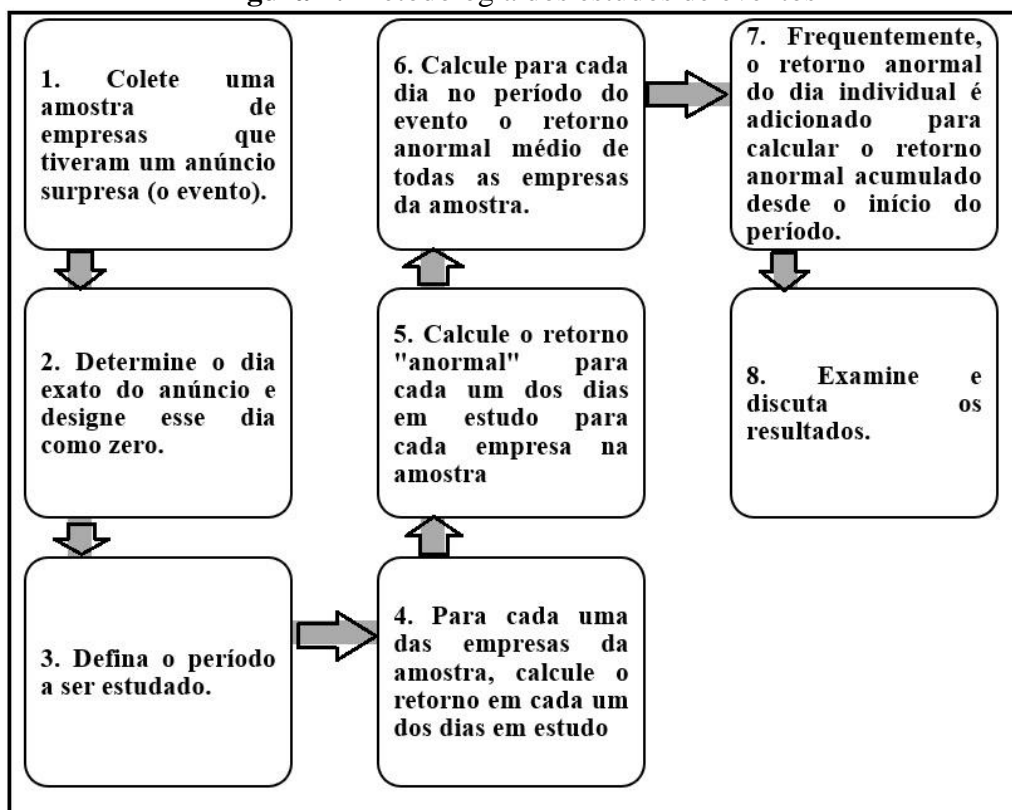 1. Colete uma
amostra de
empresas que
tiveram um anúncio
surpresa (o evento).
2. Determine o dia
exato do anúncio e
designe esse dia
como zero.
3. Defina o período
a ser estudado.
4. Para cada uma
das empresas da
amostra, calcule o
retorno em cada um
dos dias em estudo
5. Calcule o retorno
"anormal" para
cada um dos dias
em estudo para
cada empresa na
amostra
6. Calcule para cada
dia no período do
evento o retorno
anormal médio de
todas as empresas
da amostra.
7. Frequentemente,
o retorno anormal
do dia individual é
adicionado para
calcular o retorno
anormal acumulado
desde o início do
período.
8. Examine e
discuta os
resultados.